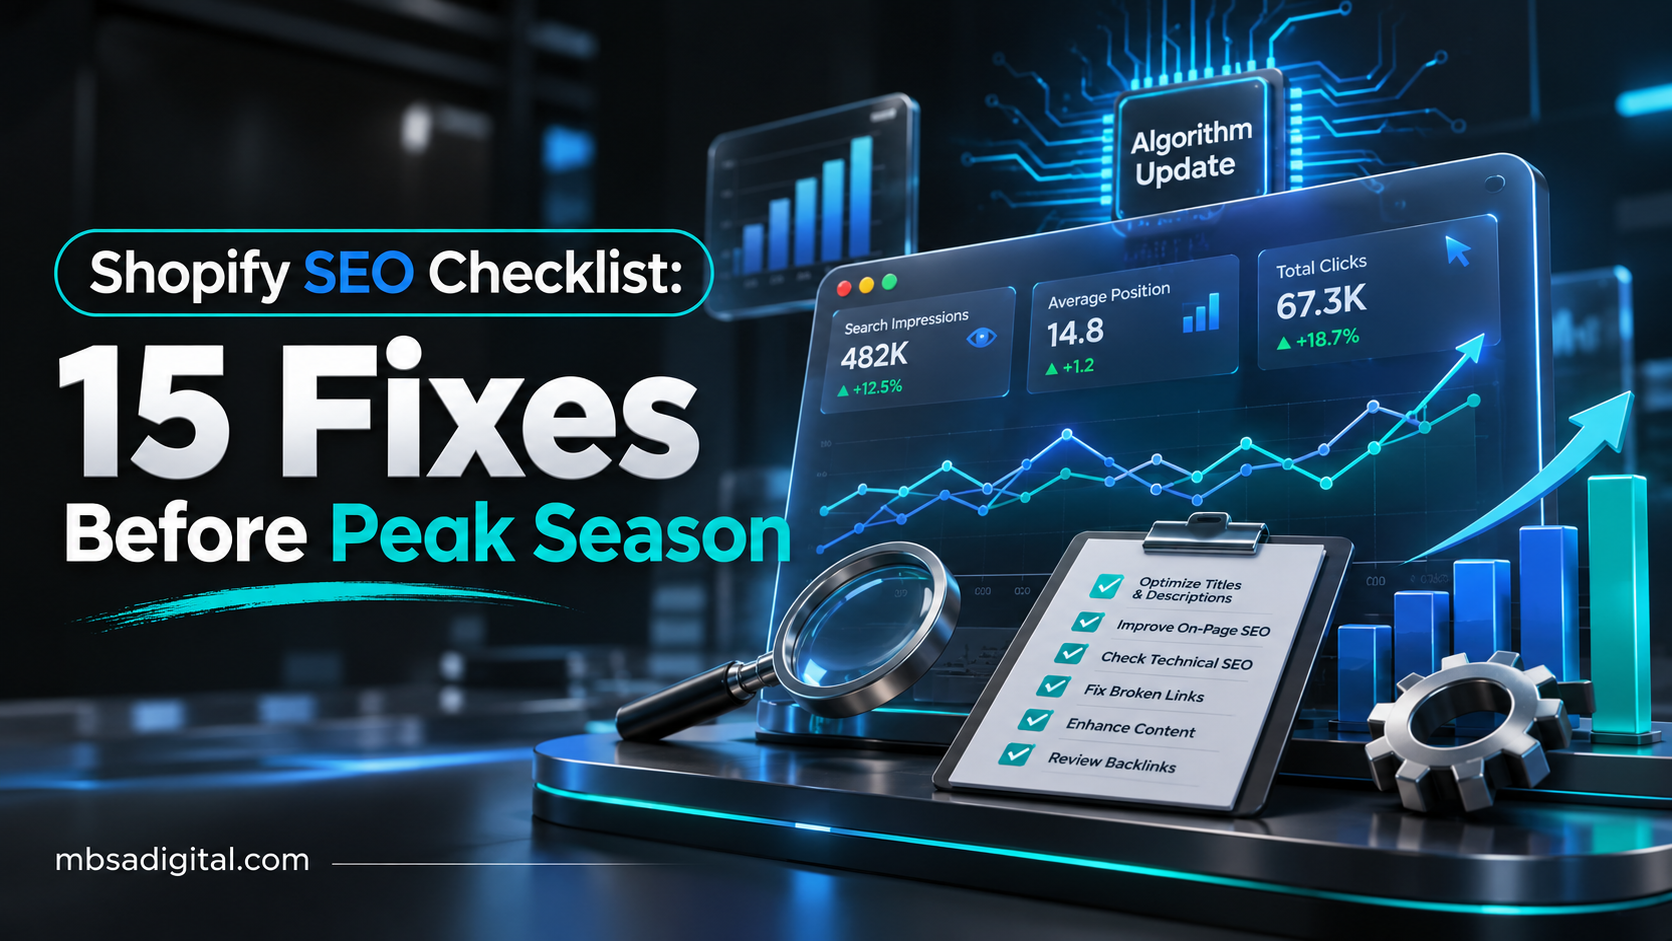 Shopify SEO Checklist:
15 Fixes
Before Peak Season
mbsadigital.com
Algorithm
Update
Search Impressions
482K
+12.5%
Average Position
14.8
+1.2
Total Clicks
67.3K
+18.7%
Optimize Titles
& Descriptions
Improve On-Page SEO
Check Technical SEO
Fix Broken Links
Enhance Content
Review Backlinks